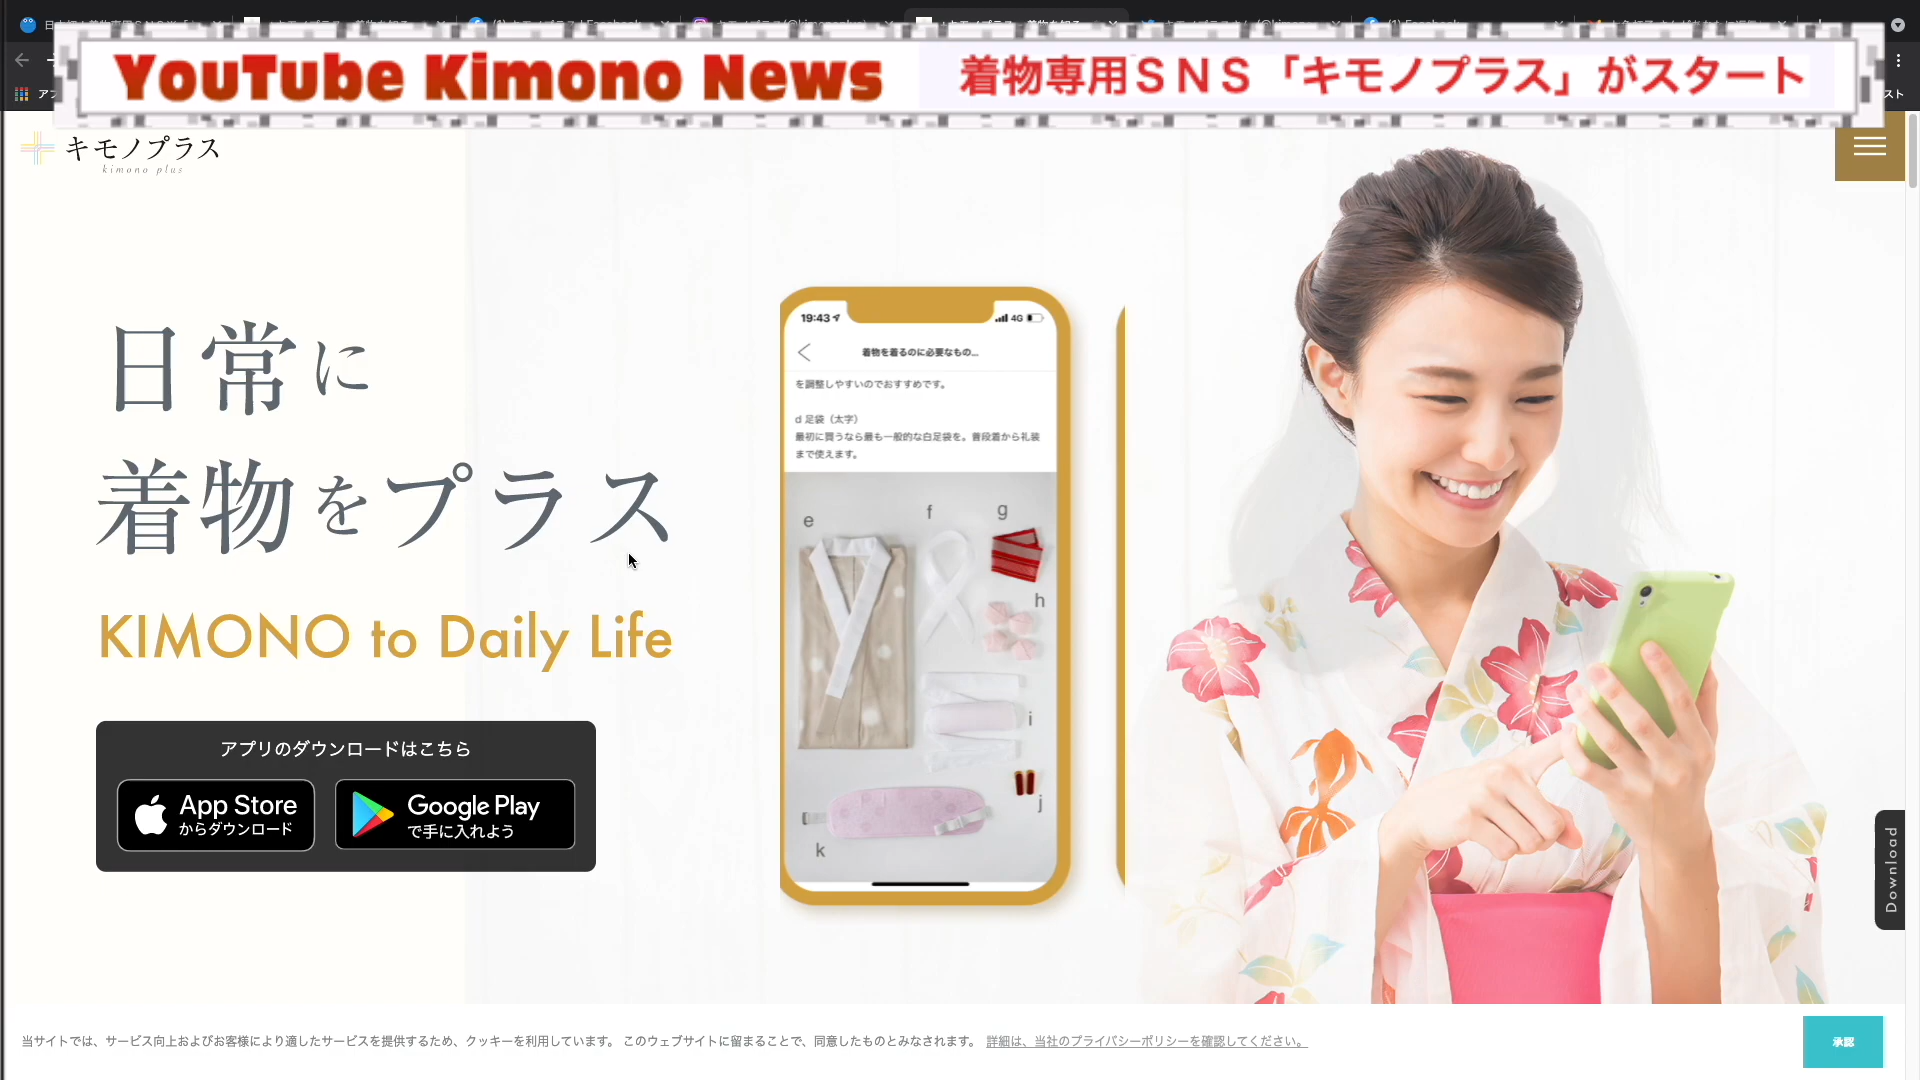 YouTube Kimono News
着物専用ＳＮＳ「キモノプラス」がスタート
キモノプラス
kimono plus
日常に
着物をプラス
KIMONO to Daily Life
アプリのダウンロードはこちら
App Store
からダウンロード
Google Play
で手に入れよう
19:43
4G
着物を着るのに必要なもの...
を調整しやすいのでおすすめです。
d 足袋（太字）
最初に買うなら最も一般的な白足袋を。普段着から礼装
まで使えます。
e
f
g
h
i
j
k
Download
当サイトでは、サービス向上およびお客様により適したサービスを提供するため、クッキーを利用しています。 このウェブサイトに留まることで、同意したものとみなされます。 詳細は、当社のプライバシーポリシーを確認してください。
承認